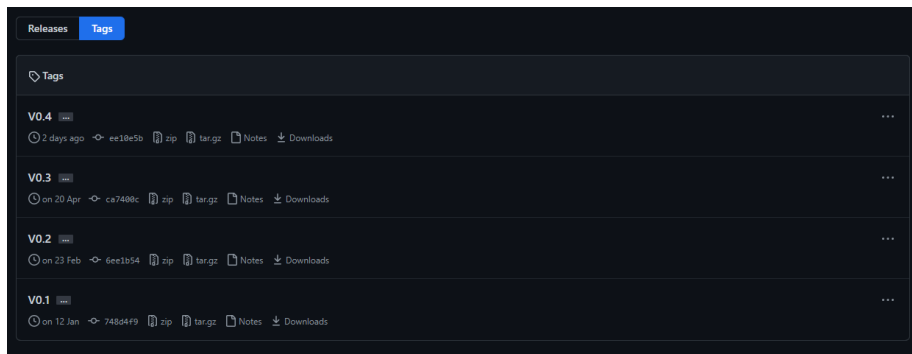 Releases Tags
Tags
V0.4 ...
2 days ago ee10e5b zip tar.gz Notes Downloads
V0.3 ...
on 20 Apr ca7400c zip tar.gz Notes Downloads
V0.2 ...
on 23 Feb 6ee1b54 zip tar.gz Notes Downloads
V0.1 ...
on 12 Jan 748d4f9 zip tar.gz Notes Downloads